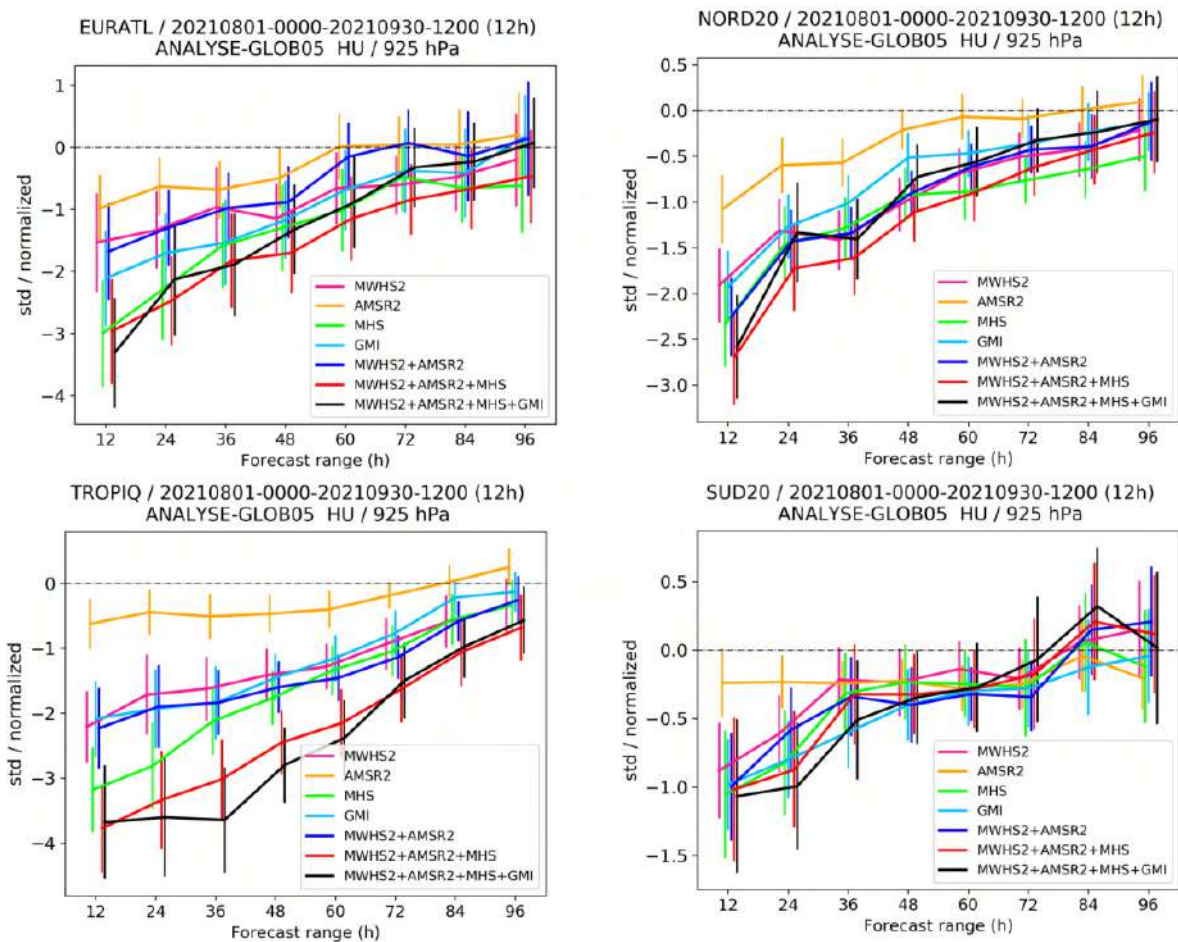 EURATL / 20210801-0000-20210930-1200 (12h)
ANALYSE-GLOB05 HU / 925 hPa
std / normalized
1
0
−1
−2
−3
−4
MWHS2
AMSR2
MHS
GMI
MWHS2+AMSR2
MWHS2+AMSR2+MHS
MWHS2+AMSR2+MHS+GMI
12 24 36 48 60 72 84 96
Forecast range (h)
NORD20 / 20210801-0000-20210930-1200 (12h)
ANALYSE-GLOB05 HU / 925 hPa
std / normalized
0.0
−0.5
−1.0
−1.5
−2.0
−2.5
−3.0
MWHS2
AMSR2
MHS
GMI
MWHS2+AMSR2
MWHS2+AMSR2+MHS
MWHS2+AMSR2+MHS+GMI
12 24 36 48 60 72 84 96
Forecast range (h)
TROPIQ / 20210801-0000-20210930-1200 (12h)
ANALYSE-GLOB05 HU / 925 hPa
std / normalized
0
−1
−2
−3
−4
MWHS2
AMSR2
MHS
GMI
MWHS2+AMSR2
MWHS2+AMSR2+MHS
MWHS2+AMSR2+MHS+GMI
12 24 36 48 60 72 84 96
Forecast range (h)
SUD20 / 20210801-0000-20210930-1200 (12h)
ANALYSE-GLOB05 HU / 925 hPa
std / normalized
0.5
0.0
−0.5
−1.0
−1.5
MWHS2
AMSR2
MHS
GMI
MWHS2+AMSR2
MWHS2+AMSR2+MHS
MWHS2+AMSR2+MHS+GMI
12 24 36 48 60 72 84 96
Forecast range (h)